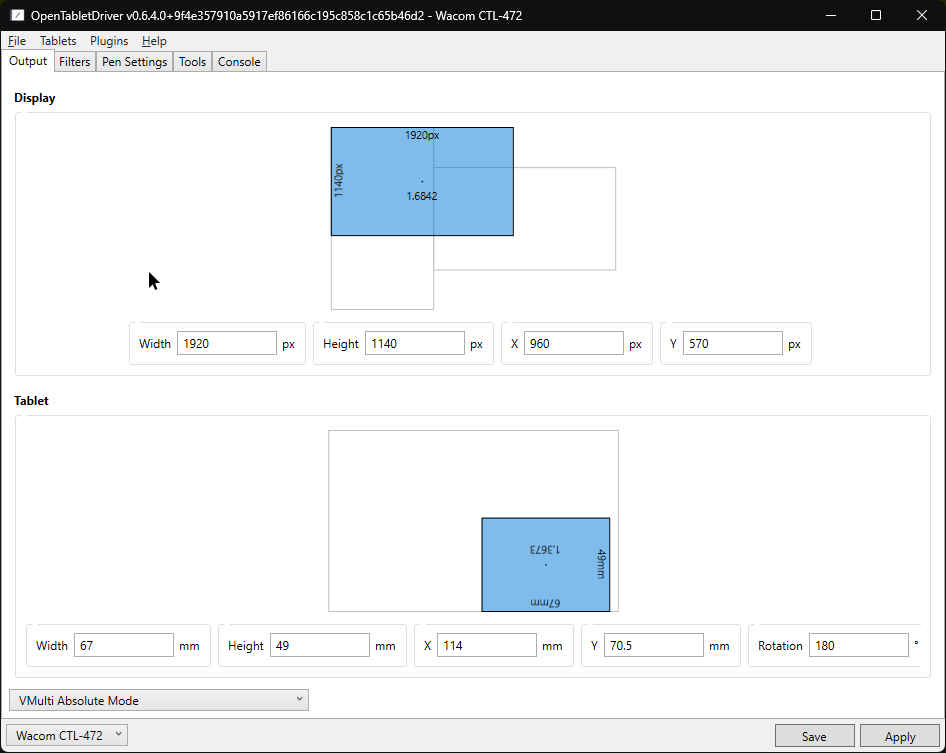 OpenTabletDriver v0.6.4.0+9f4e357910a5917ef86166c195c858c1c65b46d2 - Wacom CTL-472
File Tablets Plugins Help
Output Filters Pen Settings Tools Console
Display
1920px
1140px
1.6842
Width 1920 px Height 1140 px X 960 px Y 570 px
Tablet
1.3673
49mm
67mm
Width 67 mm Height 49 mm X 114 mm Y 70.5 mm Rotation 180 °
VMulti Absolute Mode
Wacom CTL-472 Save Apply